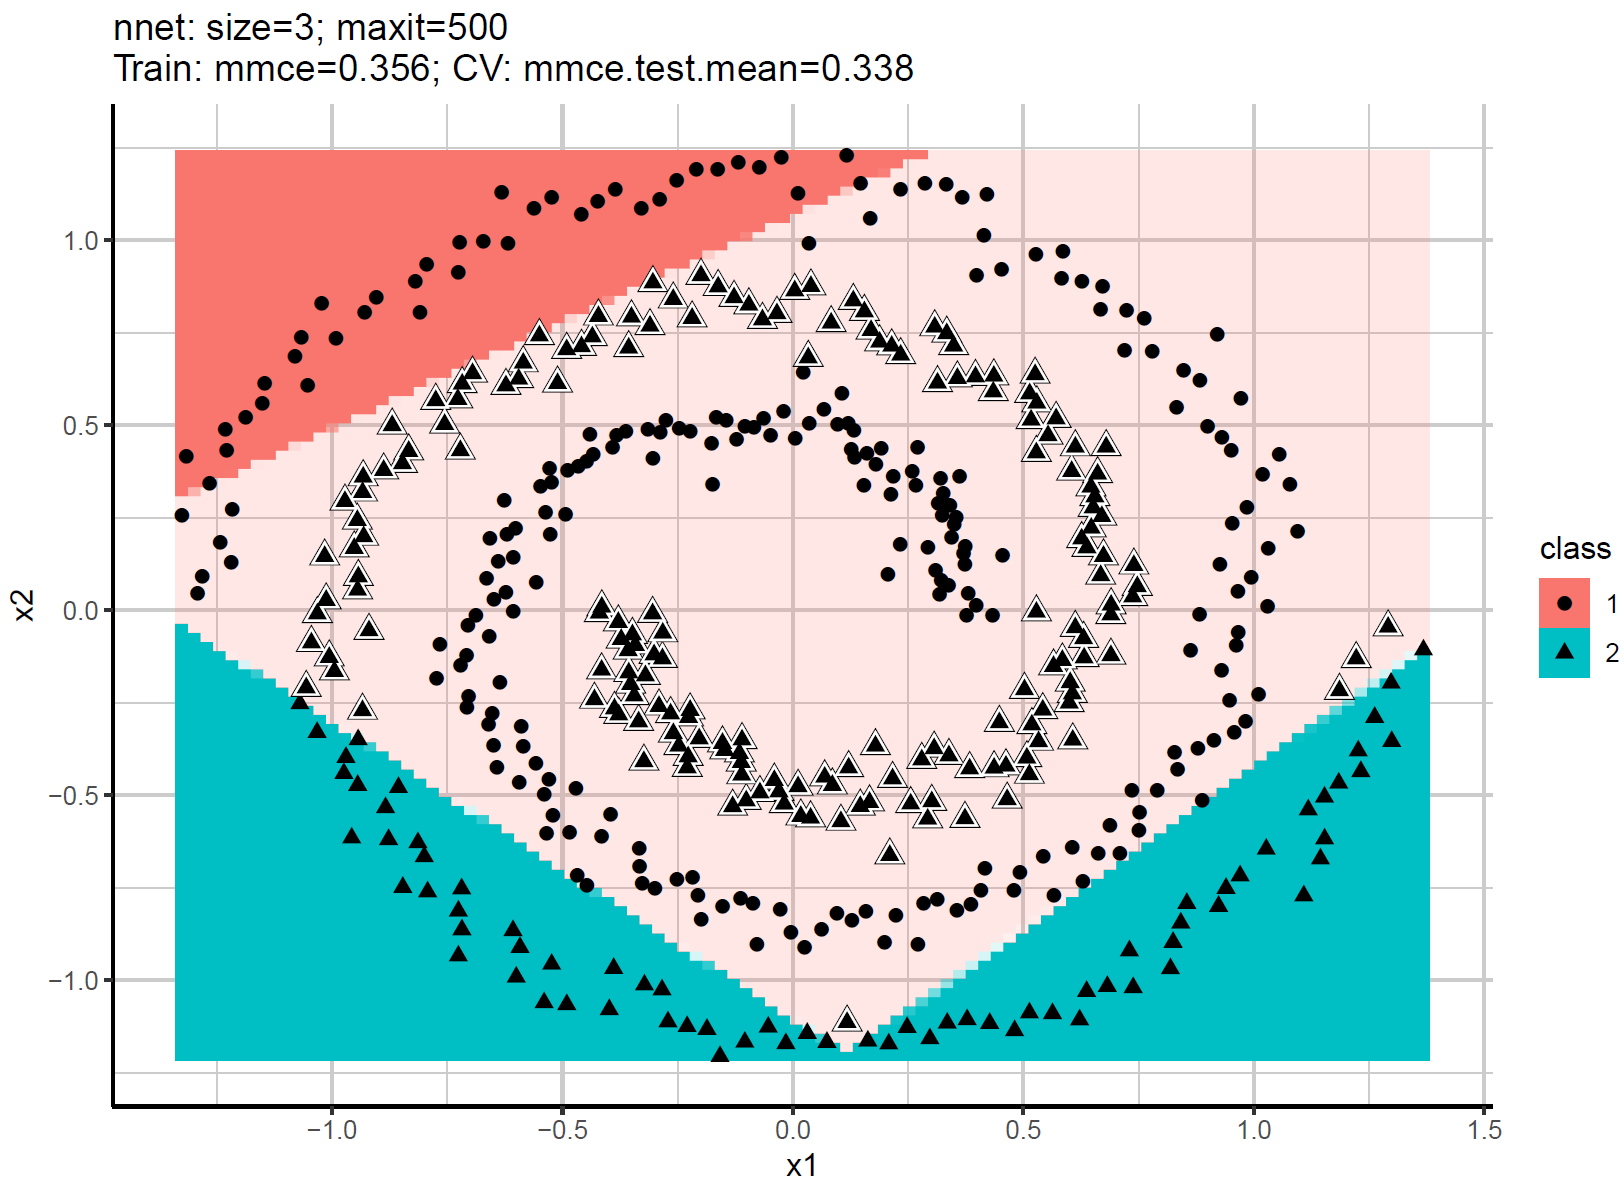 nnet: size=3; maxit=500
Train: mmce=0.356; CV: mmce.test.mean=0.338
1.0
0.5
0.0
−0.5
−1.0
x2
−1.0
−0.5
0.0
0.5
1.0
1.5
x1
class
1
2